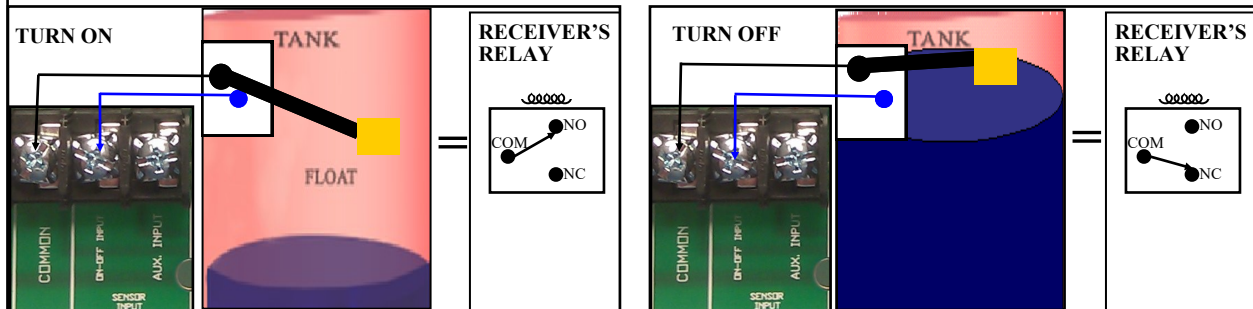 TURN ON
TANK
FLOAT
COMMON
ON-OFF INPUT
AUX. INPUT
SENSOR
INPUT
=
RECEIVER'S
RELAY
NO
COM
NC
TURN OFF
TANK
COMMON
ON-OFF INPUT
AUX. INPUT
SENSOR
INPUT
=
RECEIVER'S
RELAY
NO
COM
NC